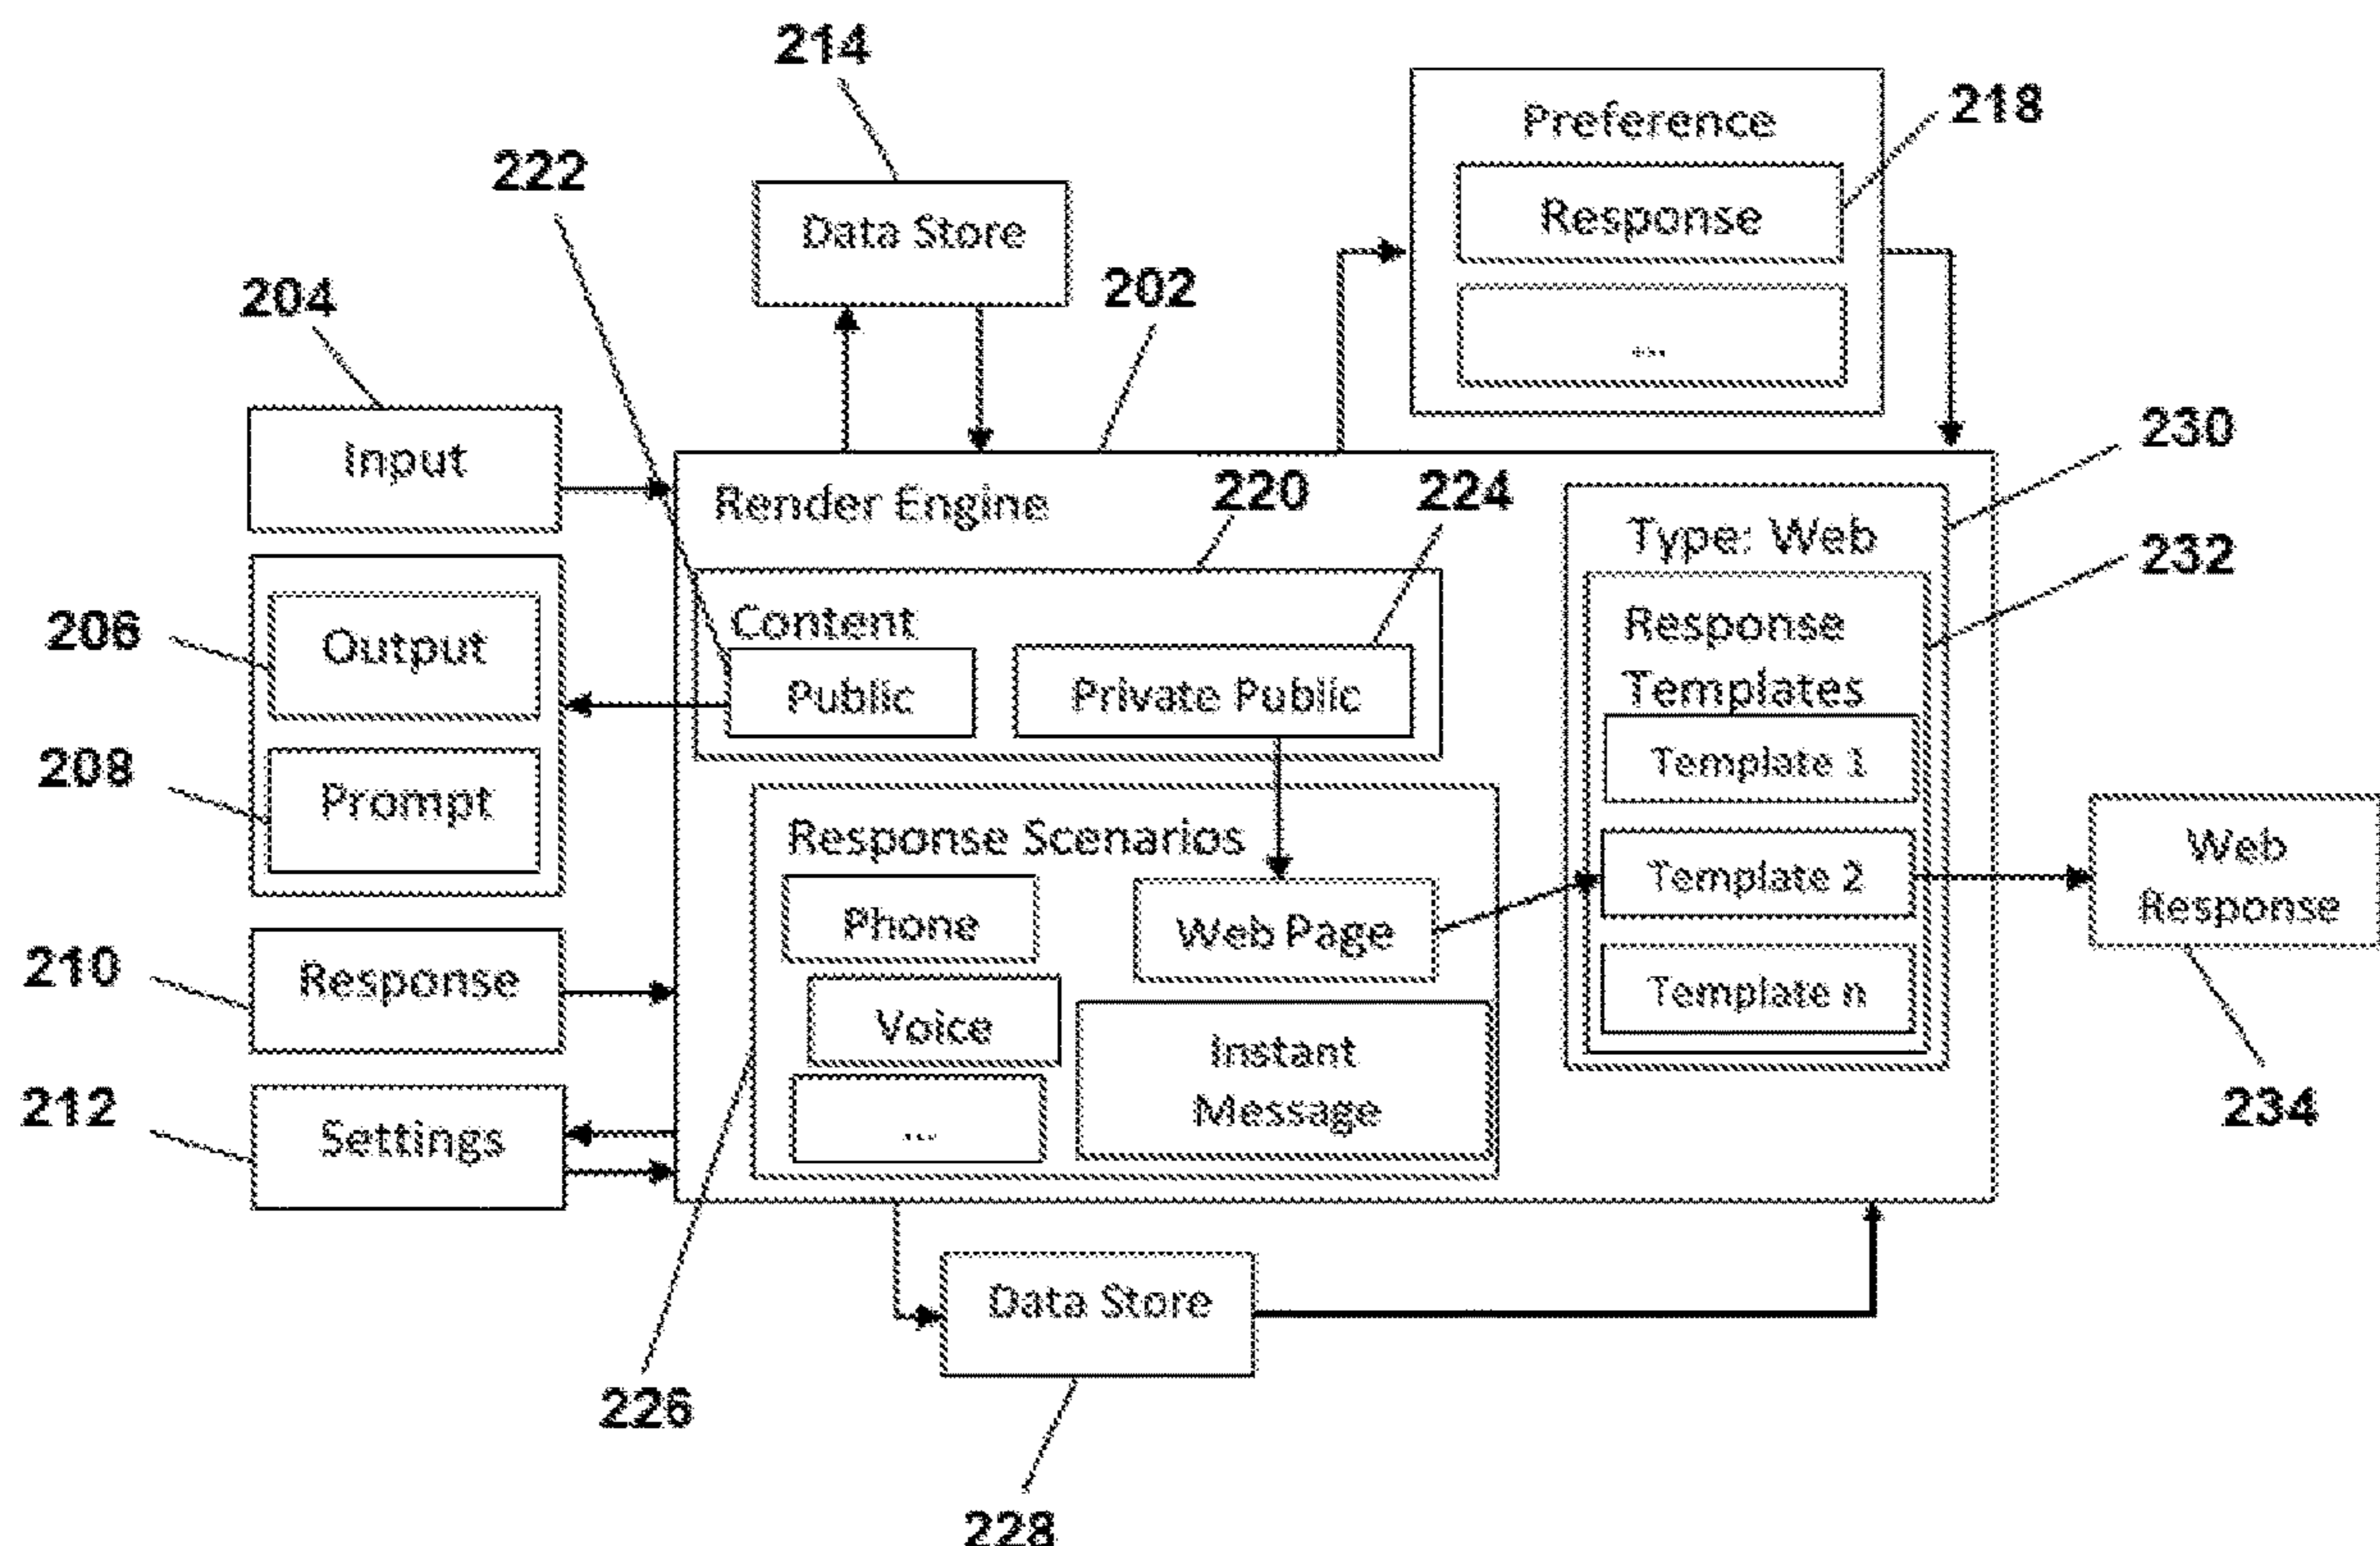 214
Preference
218
222
Response
Data Store
...
204
202
230
Input
Render Engine
220
224
Type: Web
232
Content
Response
Templates
206
Output
Public
Private Public
208
Prompt
Template 1
Response Scenarios
Web
Response
Template 2
Phone
Web Page
210
Response
Template n
Voice
Instant
Message
212
Settings
...
234
Data Store
226
228